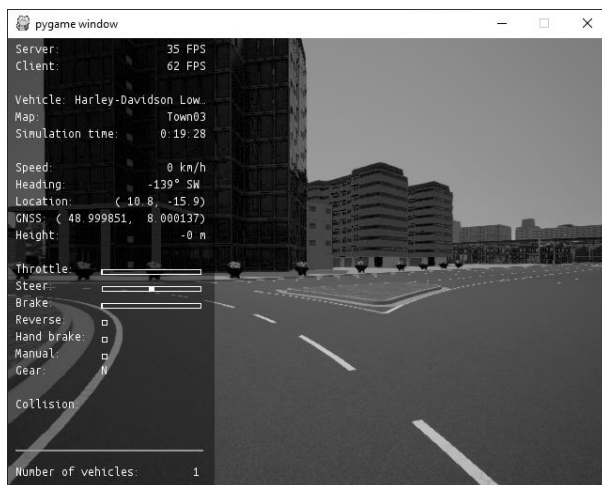 pygame window
Server: 35 FPS
Client: 62 FPS
Vehicle: Harley-Davidson Low…
Map: Town03
Simulation time: 0:19:28
Speed: 0 km/h
Heading: -139° SW
Location: ( 10.8, -15.9)
GNSS: ( 48.999851, 8.000137)
Height: -0 m
Throttle:
Steer:
Brake:
Reverse:
Hand brake:
Manual:
Gear: N
Collision:
Number of vehicles: 1